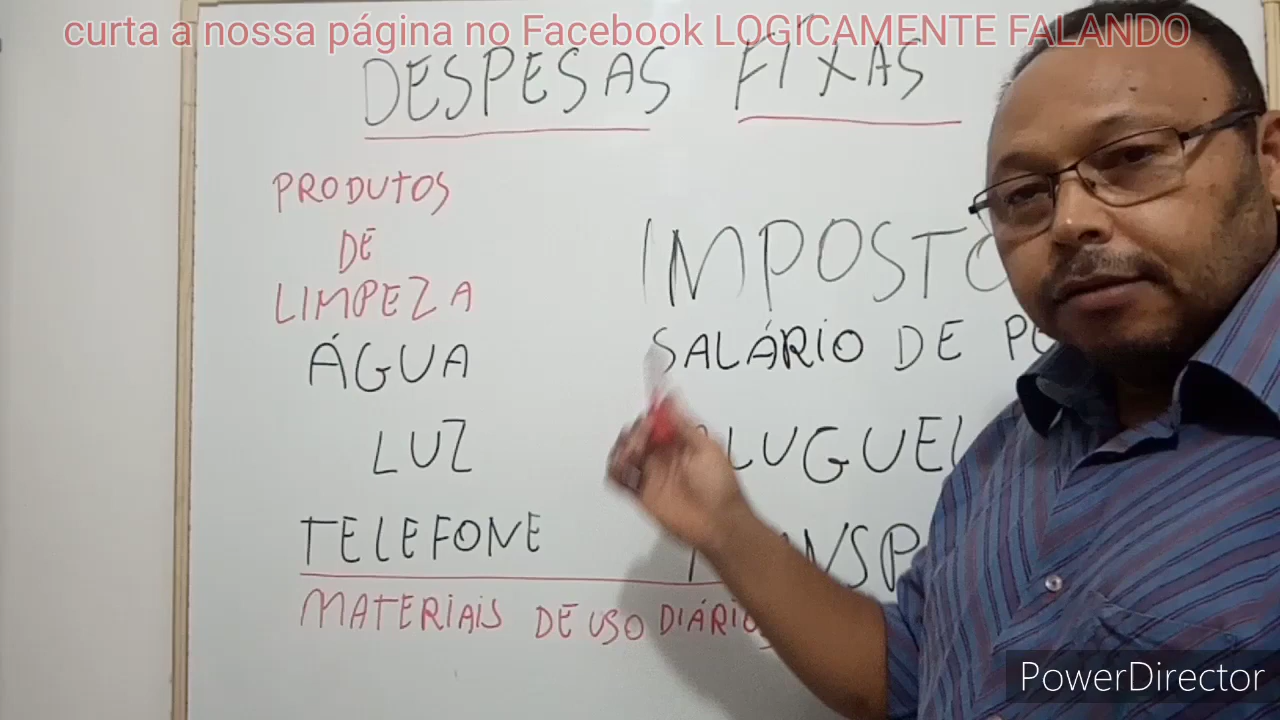 curta a nossa página no Facebook LOGICAMENTE FALANDO
DESPESAS FIXAS
PRODUTOS
DE
LIMPEZA
ÁGUA
LUZ
TELEFONE
MATERIAIS DE USO DIÁRIO
IMPOSTO
SALÁRIO DE
ALUGUEL
PowerDirector